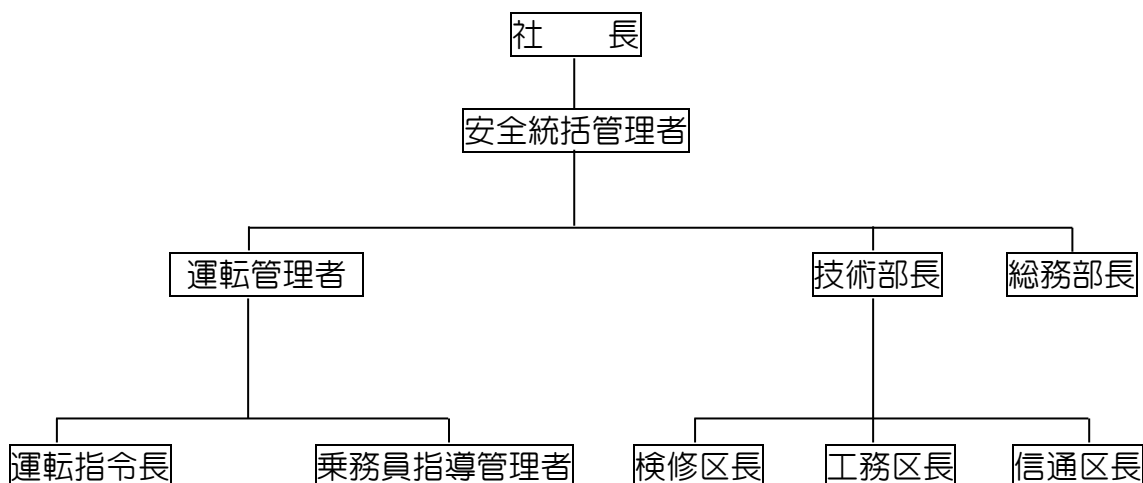 社　　長
安全統括管理者
運転管理者
技術部長
総務部長
運転指令長
乗務員指導管理者
検修区長
工務区長
信通区長